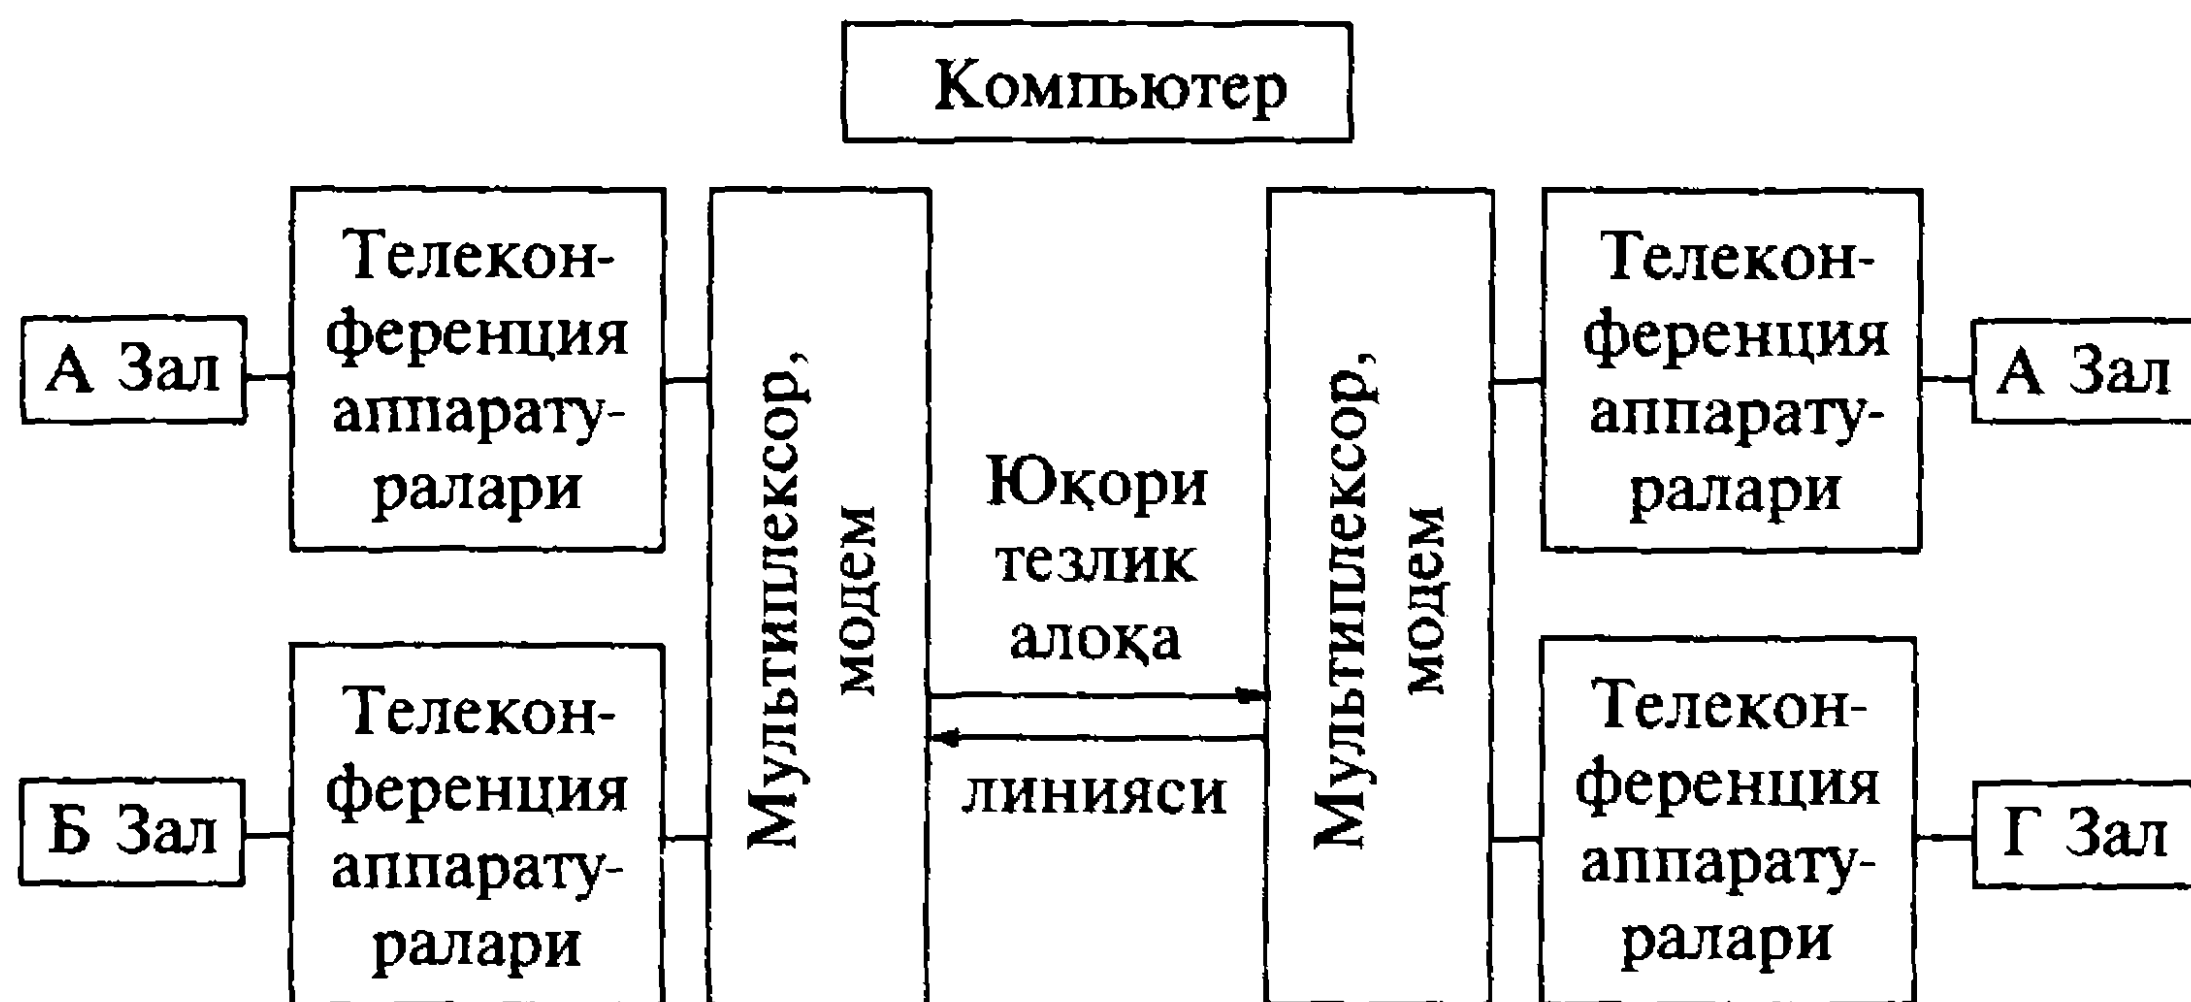 Компьютер
А Зал
Телекон-
ференция
аппарату-
ралари
Мультиплексор,
модем
Юқори
тезлик
алоқа
линияси
Мультиплексор,
модем
Телекон-
ференция
аппарату-
ралари
А Зал
Б Зал
Телекон-
ференция
аппарату-
ралари
Телекон-
ференция
аппарату-
ралари
Г Зал